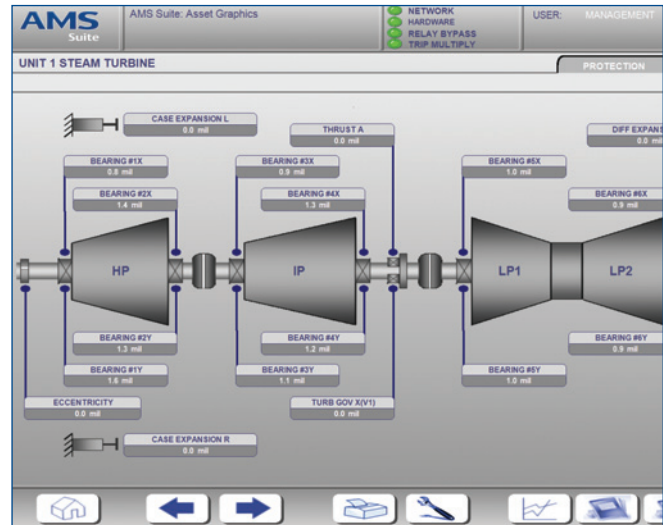 AMS
Suite
AMS Suite: Asset Graphics
NETWORK
HARDWARE
RELAY BYPASS
TRIP MULTIPLY
USER: MANAGEMENT
UNIT 1 STEAM TURBINE
PROTECTION
CASE EXPANSION L
0.0 mil
THRUST A
0.0 mil
DIFF EXPANS
0.0 mi
BEARING #1X
0.8 mil
BEARING #3X
0.9 mil
BEARING #5X
1.0 mil
BEARING #2X
1.4 mil
BEARING #4X
1.3 mil
BEARING #6X
0.9 mil
HP
IP
LP1
LP2
BEARING #2Y
1.3 mil
BEARING #4Y
1.2 mil
BEARING #6Y
0.9 mil
BEARING #1Y
1.6 mil
BEARING #3Y
1.1 mil
BEARING #5Y
1.0 mil
ECCENTRICITY
0.0 mil
TURB GOV X(V1)
0.0 mil
CASE EXPANSION R
0.0 mil